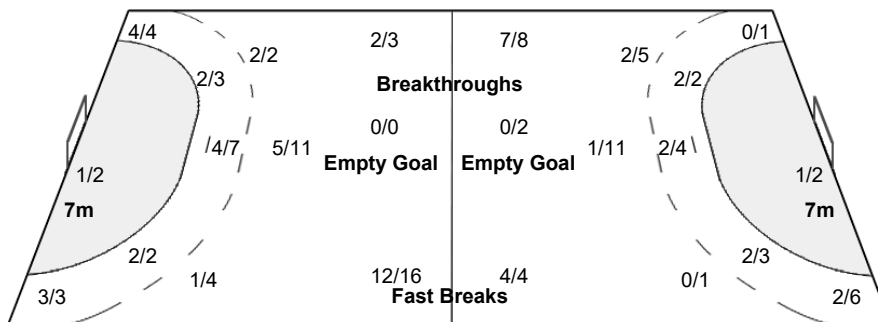 4/4 2/2 2/3 7/8 2/5 0/1
2/3 Breakthroughs 2/2
4/7 5/11 0/0 0/2 1/11 2/4
Empty Goal Empty Goal
1/2 1/2
7m 7m
2/2 2/3
3/3 1/4 12/16 4/4 0/1 2/6
Fast Breaks